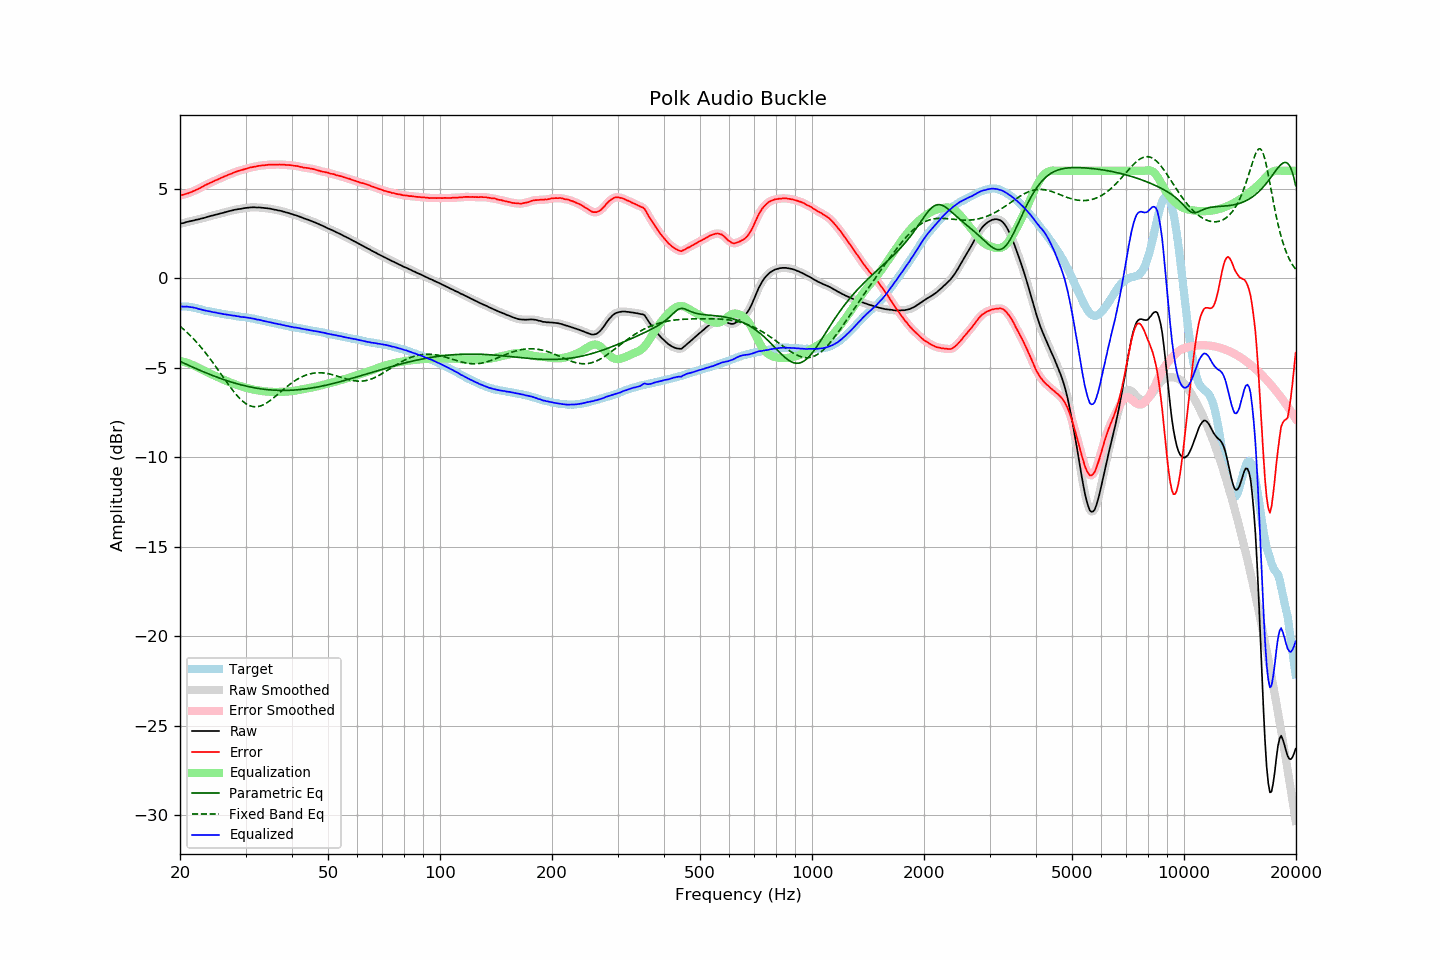 Polk Audio Buckle
Amplitude (dBr)
5
0
−5
−10
−15
−20
−25
−30
Target
Raw Smoothed
Error Smoothed
Raw
Error
Equalization
Parametric Eq
Fixed Band Eq
Equalized
20 50 100 200 500 1000 2000 5000 10000 20000
Frequency (Hz)